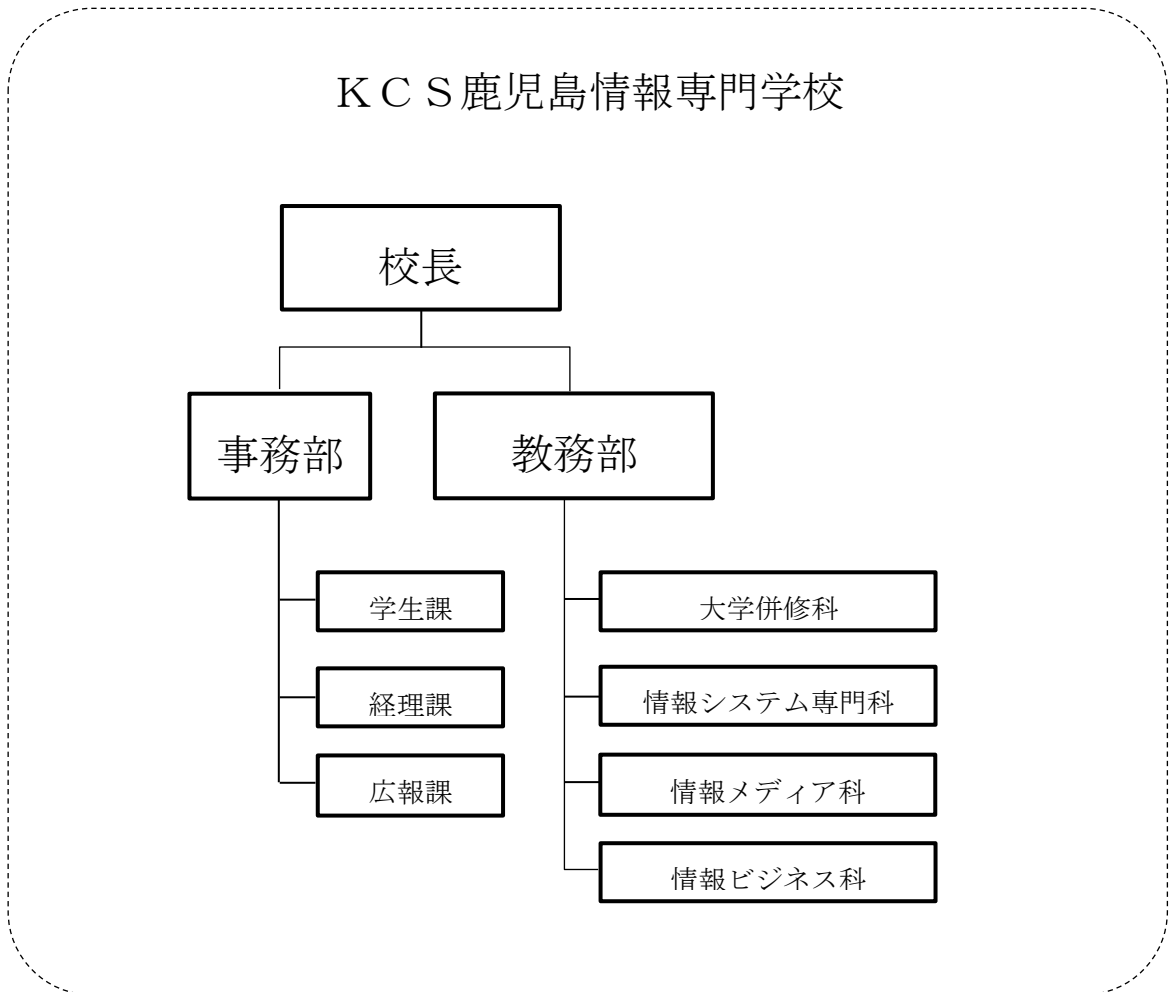 ＫＣＳ鹿児島情報専門学校
校長
事務部
教務部
学生課
経理課
広報課
大学併修科
情報システム専門科
情報メディア科
情報ビジネス科